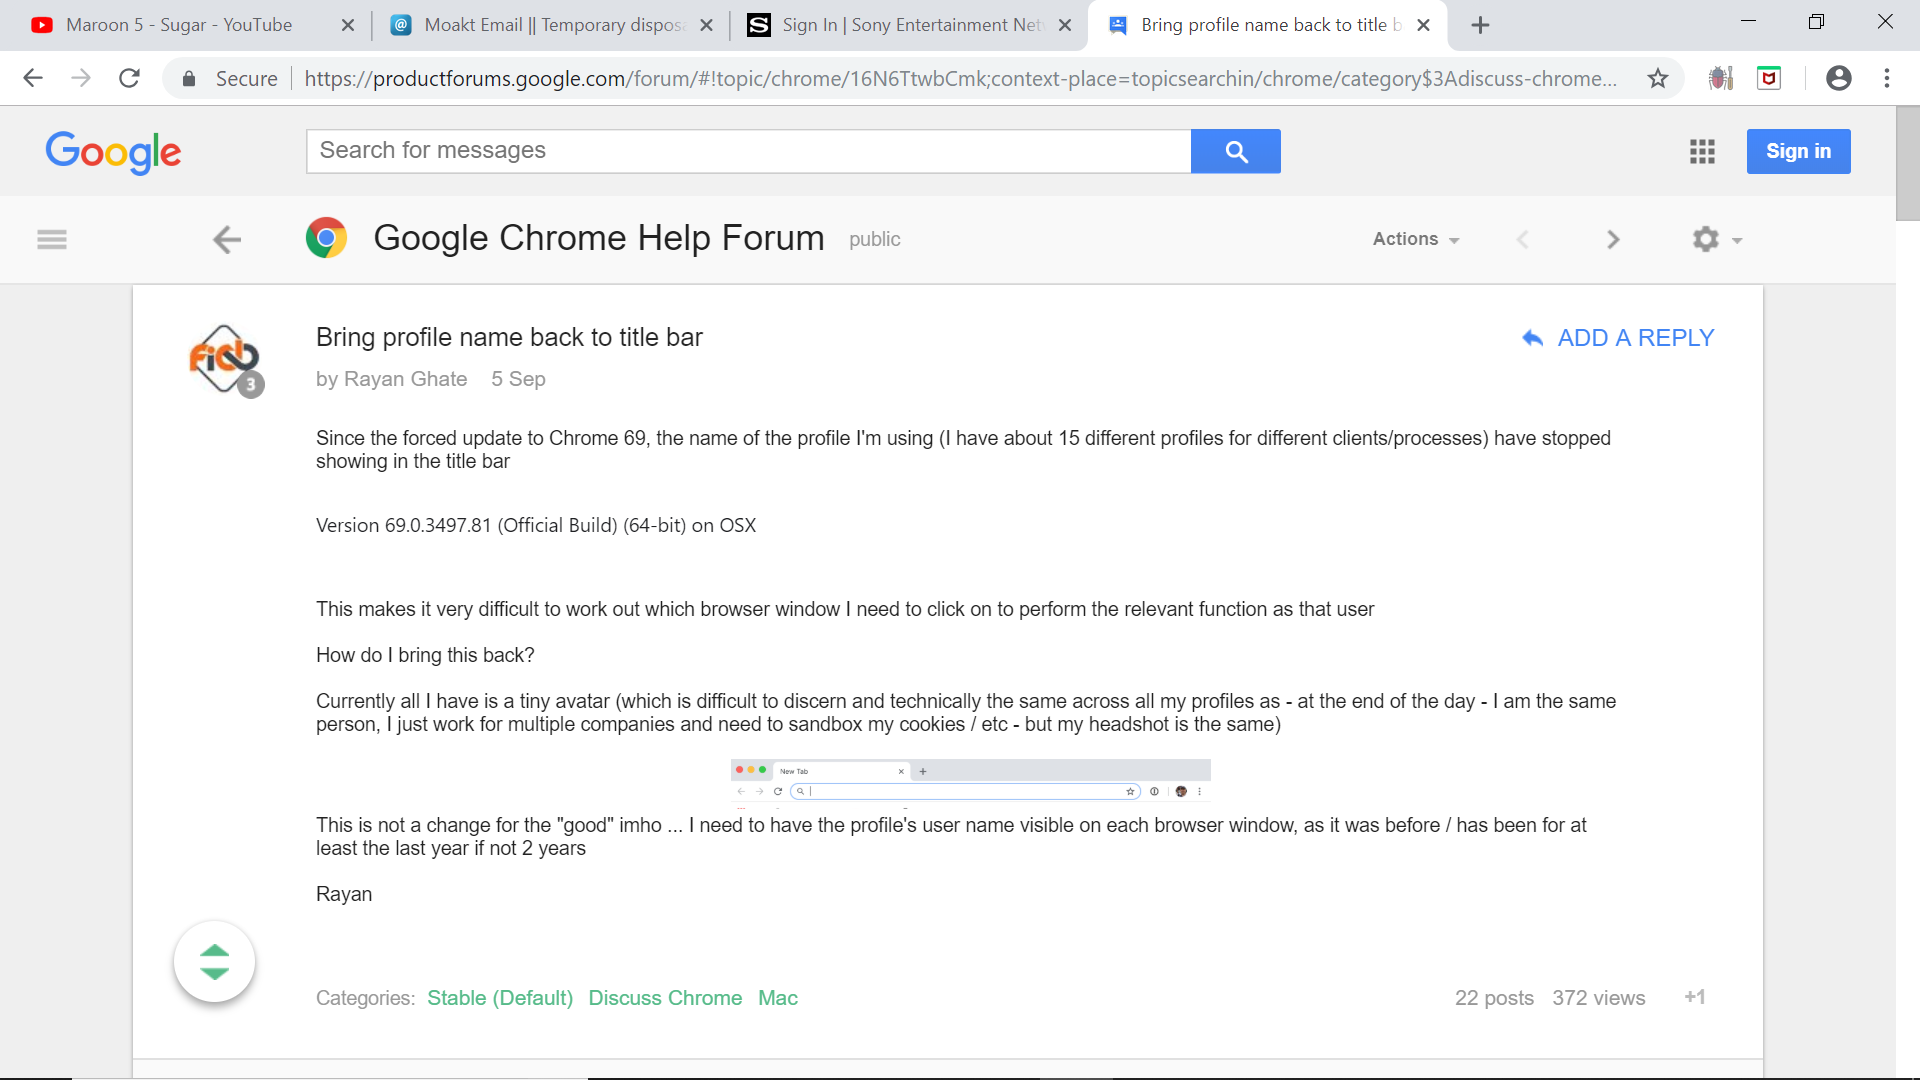 Maroon 5 - Sugar - YouTube
Moakt Email || Temporary disposa
Sign In | Sony Entertainment Net
Bring profile name back to title b
Secure
https://productforums.google.com/forum/#!topic/chrome/16N6TtwbCmk;context-place=topicsearchin/chrome/category$3Adiscuss-chrome...
Google
Search for messages
Sign in
Google Chrome Help Forum public
Actions
3
Bring profile name back to title bar
ADD A REPLY
by Rayan Ghate 5 Sep
Since the forced update to Chrome 69, the name of the profile I'm using (I have about 15 different profiles for different clients/processes) have stopped
showing in the title bar
Version 69.0.3497.81 (Official Build) (64-bit) on OSX
This makes it very difficult to work out which browser window I need to click on to perform the relevant function as that user
How do I bring this back?
Currently all I have is a tiny avatar (which is difficult to discern and technically the same across all my profiles as - at the end of the day - I am the same
person, I just work for multiple companies and need to sandbox my cookies / etc - but my headshot is the same)
New Tab
This is not a change for the "good" imho ... I need to have the profile's user name visible on each browser window, as it was before / has been for at
least the last year if not 2 years
Rayan
Categories: Stable (Default) Discuss Chrome Mac
22 posts 372 views +1